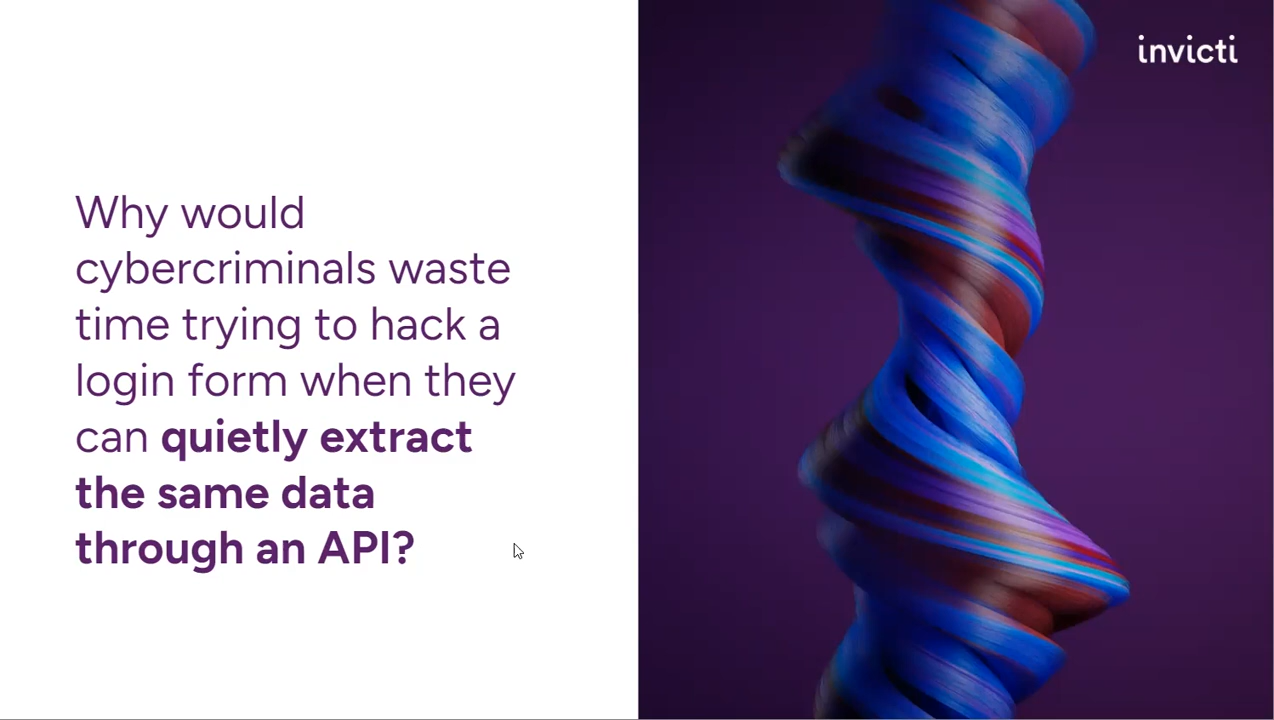 invicti
Why would
cybercriminals waste
time trying to hack a
login form when they
can quietly extract
the same data
through an API?